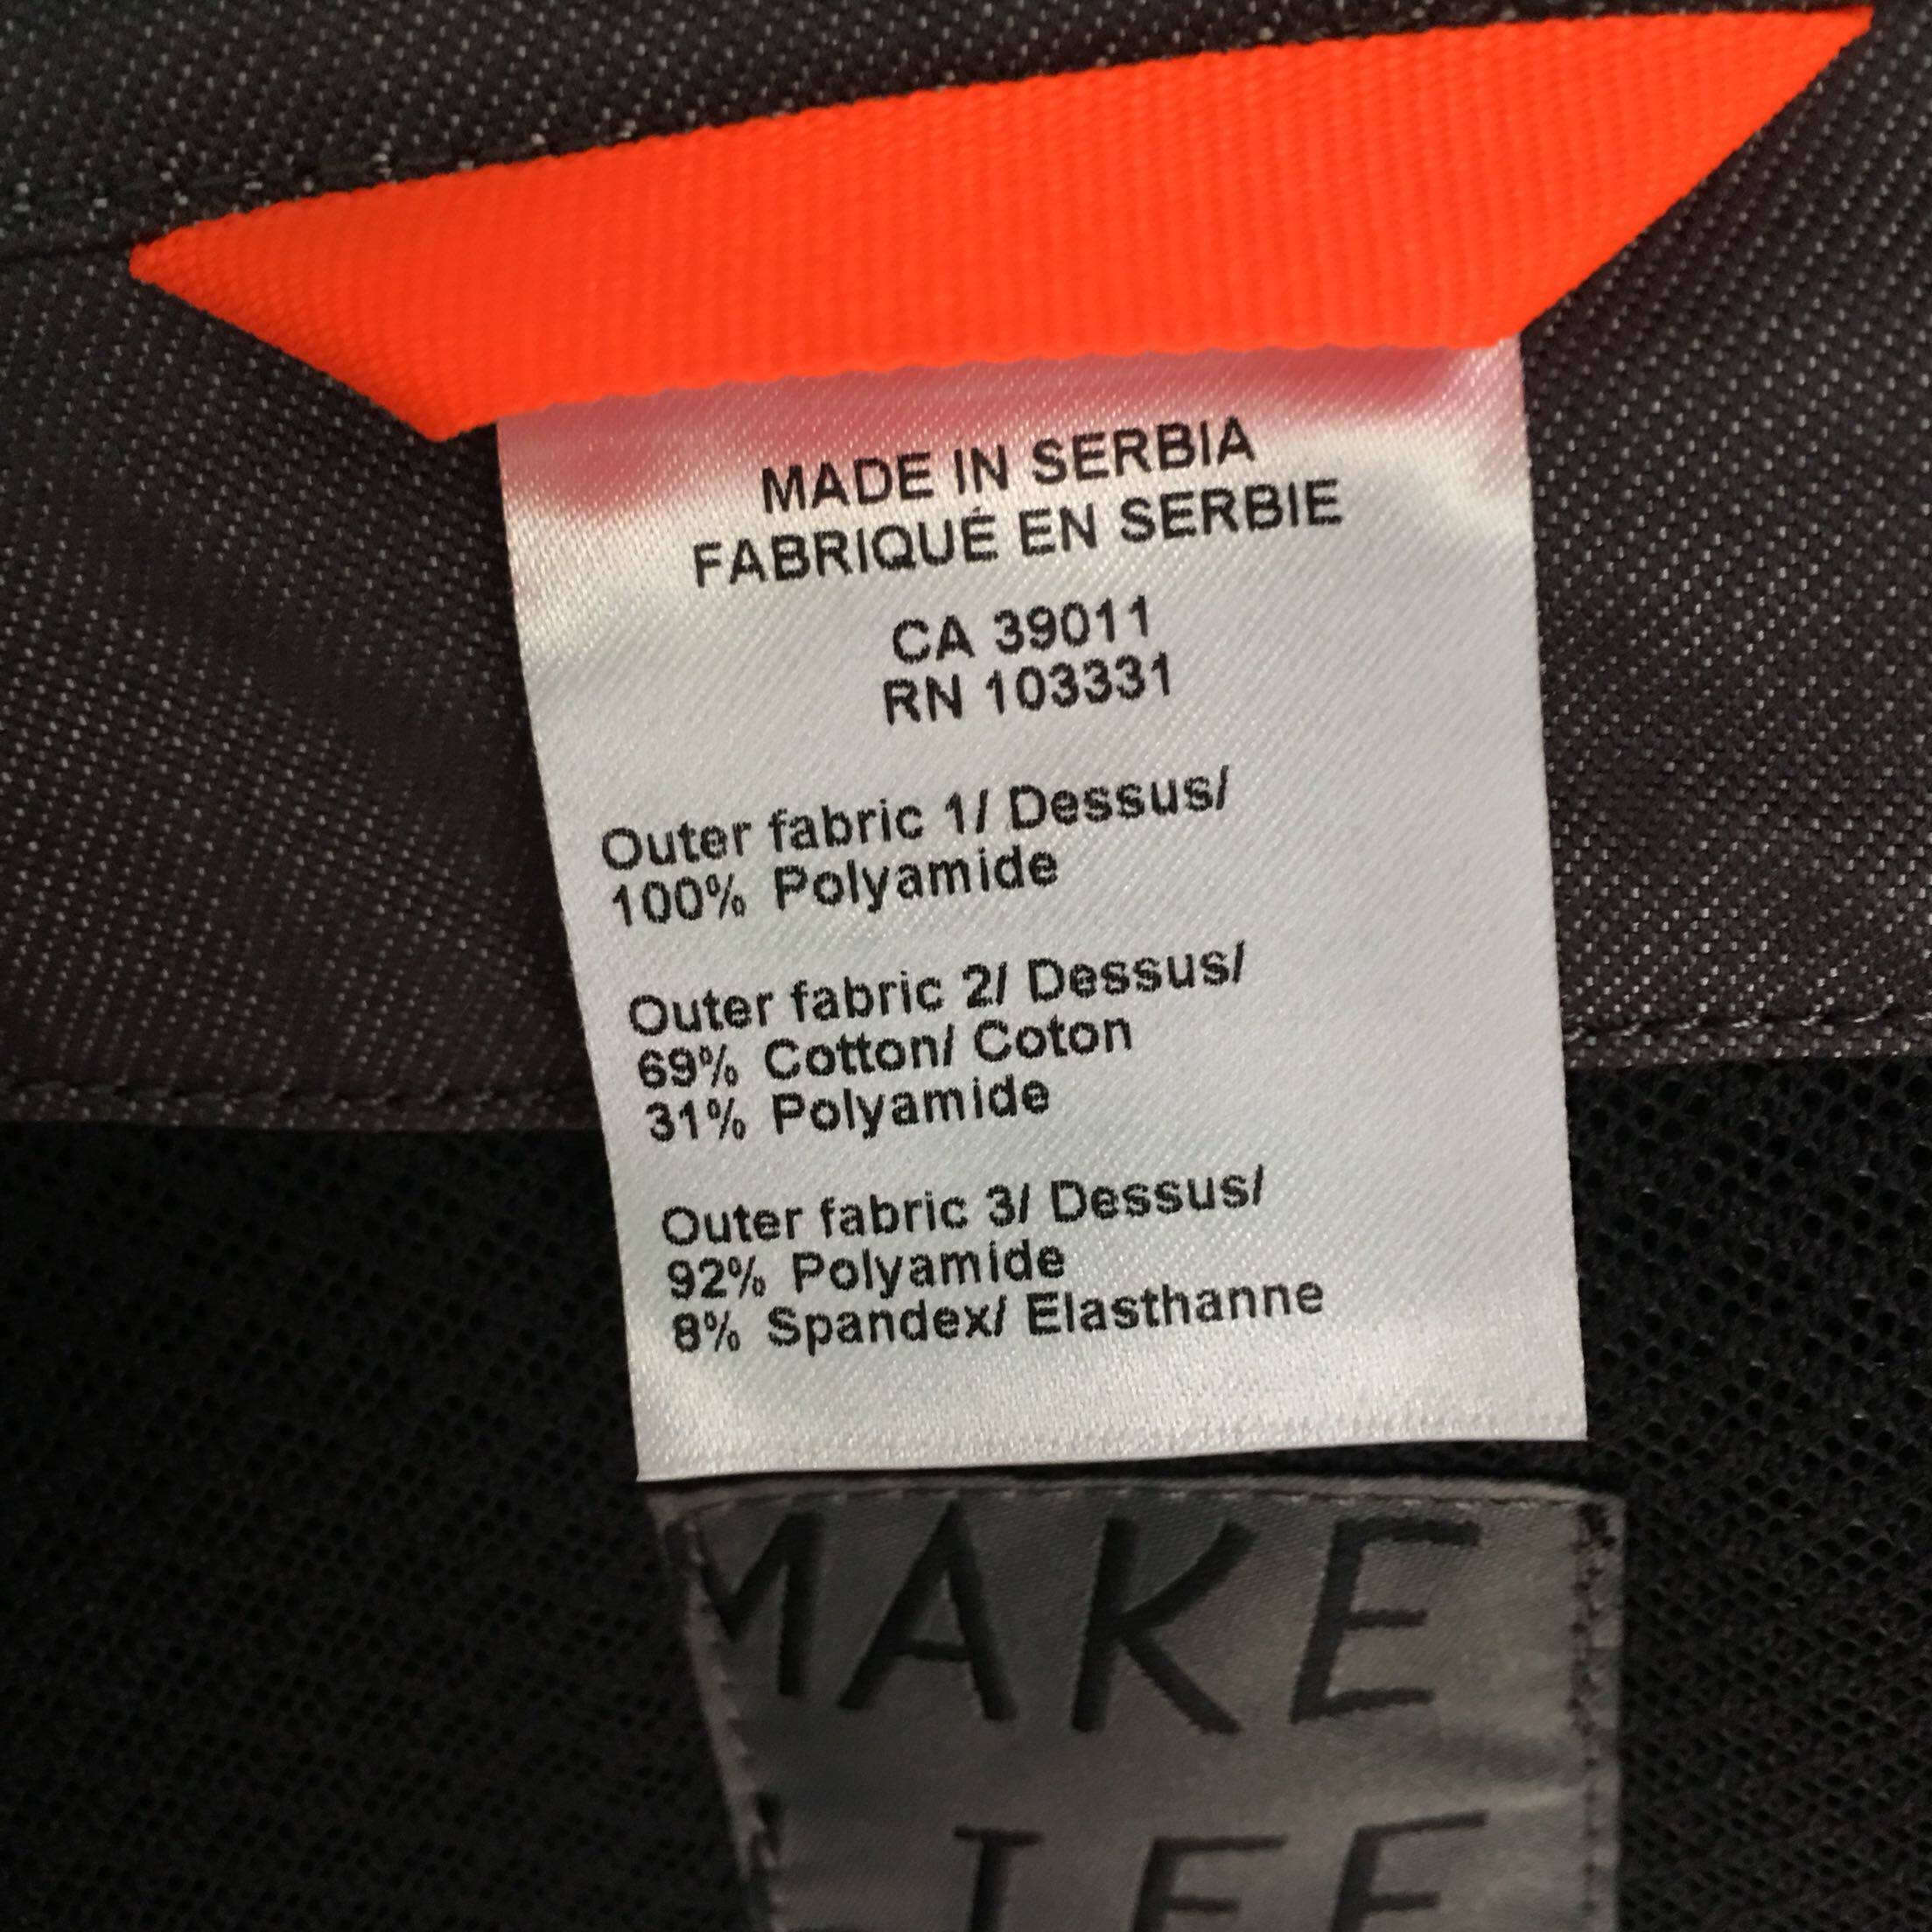 MADE IN SERBIA
FABRIQUÉ EN SERBIE
CA 39011
RN 103331
Outer fabric 1/ Dessus/
100% Polyamide
Outer fabric 2/ Dessus/
69% Cotton/ Coton
31% Polyamide
Outer fabric 3/ Dessus/
92% Polyamide
8% Spandex/ Elasthanne
MAKE